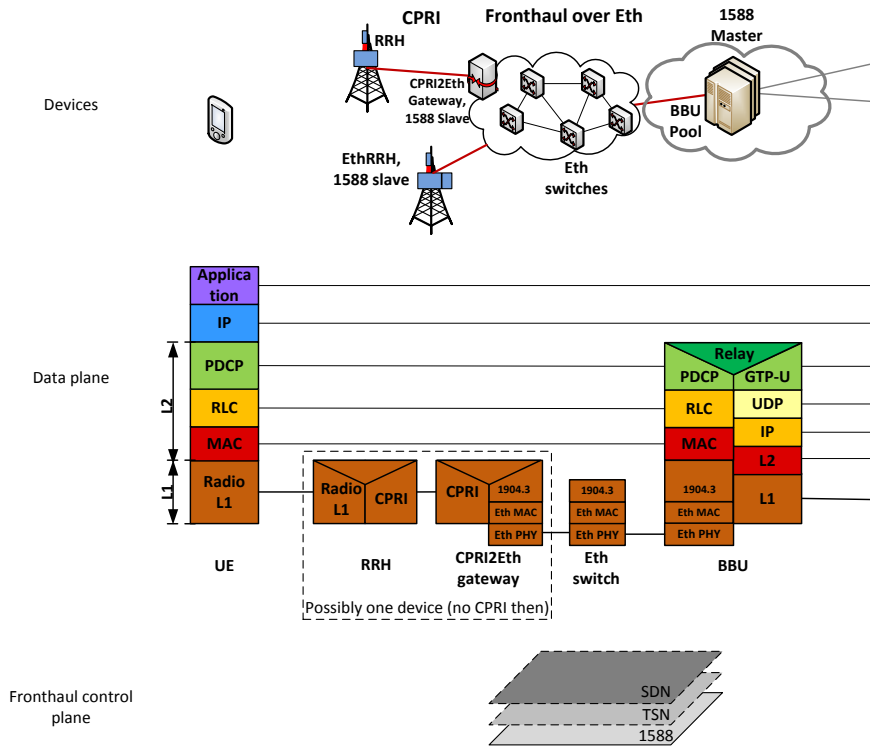 CPRI
Fronthaul over Eth
1588
Master
RRH
CPRI2Eth
Gateway,
1588 Slave
BBU
Pool
Devices
EthRRH,
1588 slave
Eth
switches
Applica
tion
IP
PDCP
RLC
MAC
Radio
L1
L2
L1
Data plane
Relay
PDCP
GTP-U
RLC
UDP
IP
MAC
L2
L1
1904.3
Eth MAC
Eth PHY
Radio
L1
CPRI
CPRI
1904.3
Eth MAC
Eth PHY
1904.3
Eth MAC
Eth PHY
UE
RRH
CPRI2Eth
gateway
Eth
switch
BBU
Possibly one device (no CPRI then)
Fronthaul control
plane
SDN
TSN
1588